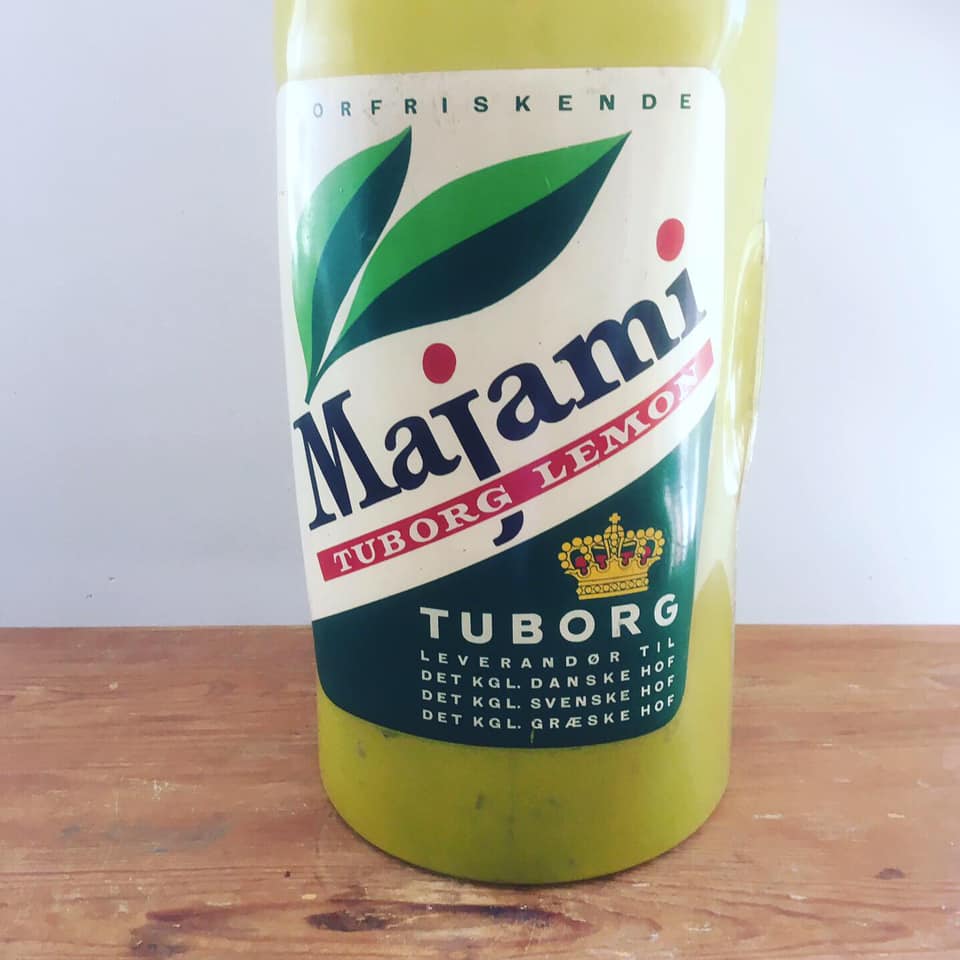 ORFRISKENDE
Majami
TUBORG LEMON
TUBORG
LEVERANDØR TIL
DET KGL. DANSKE HOF
DET KGL. SVENSKE HOF
DET KGL. GRÆSKE HOF